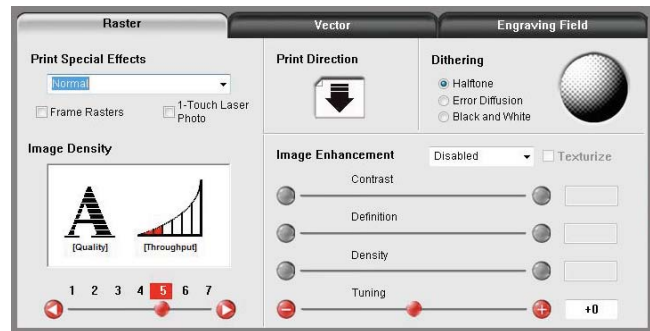 Raster
Vector
Engraving Field
Print Special Effects
Normal
Frame Rasters
1-Touch Laser
Photo
Image Density
A
[Quality]
[Throughput]
1 2 3 4 5 6 7
Print Direction
Dithering
Halftone
Error Diffusion
Black and White
Image Enhancement
Disabled
Texturize
Contrast
Definition
Density
Tuning
+0